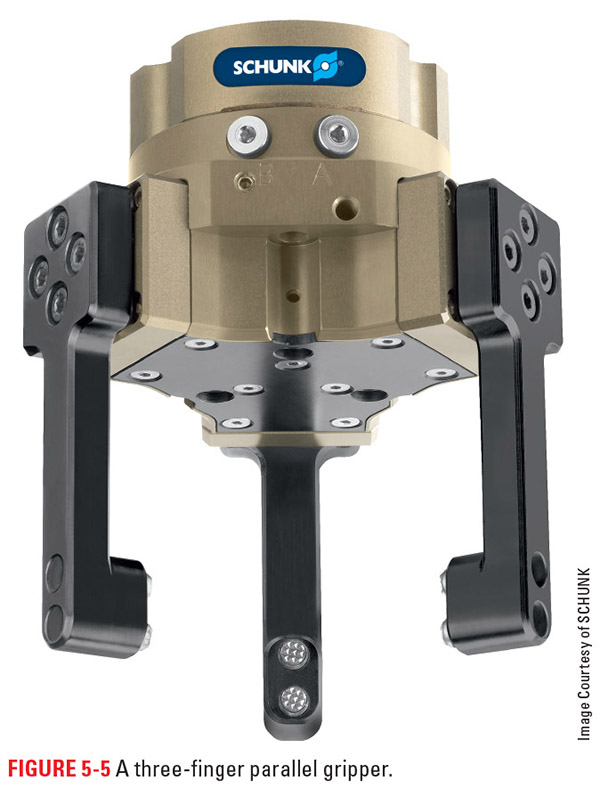 SCHUNK®
B A
Image Courtesy of SCHUNK
FIGURE 5-5 A three-finger parallel gripper.